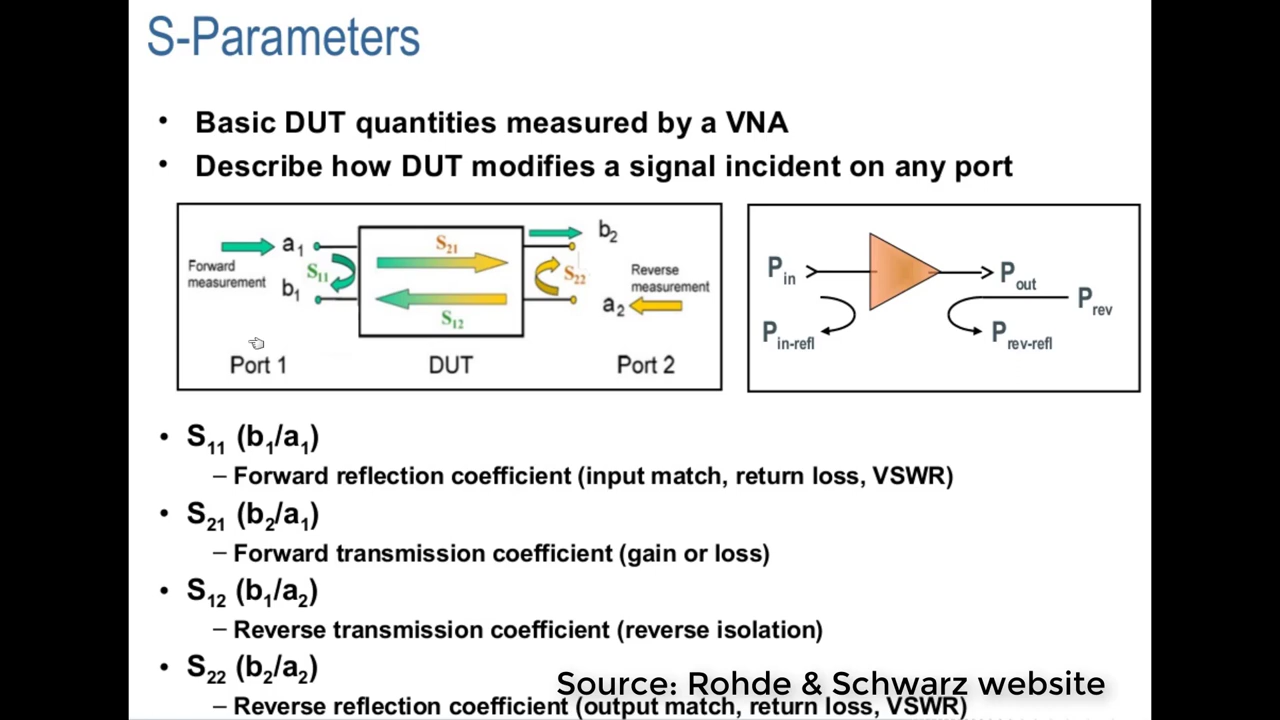 S-Parameters
• Basic DUT quantities measured by a VNA
• Describe how DUT modifies a signal incident on any port
Forward measurement
a1
b1
S11
S21
S12
S22
b2
a2
Reverse measurement
Port 1
DUT
Port 2
Pin
Pin-refl
Pout
Prev
Prev-refl
• S11 (b1/a1)
– Forward reflection coefficient (input match, return loss, VSWR)
• S21 (b2/a1)
– Forward transmission coefficient (gain or loss)
• S12 (b1/a2)
– Reverse transmission coefficient (reverse isolation)
• S22 (b2/a2)
Source: Rohde & Schwarz website
– Reverse reflection coefficient (output match, return loss, VSWR)